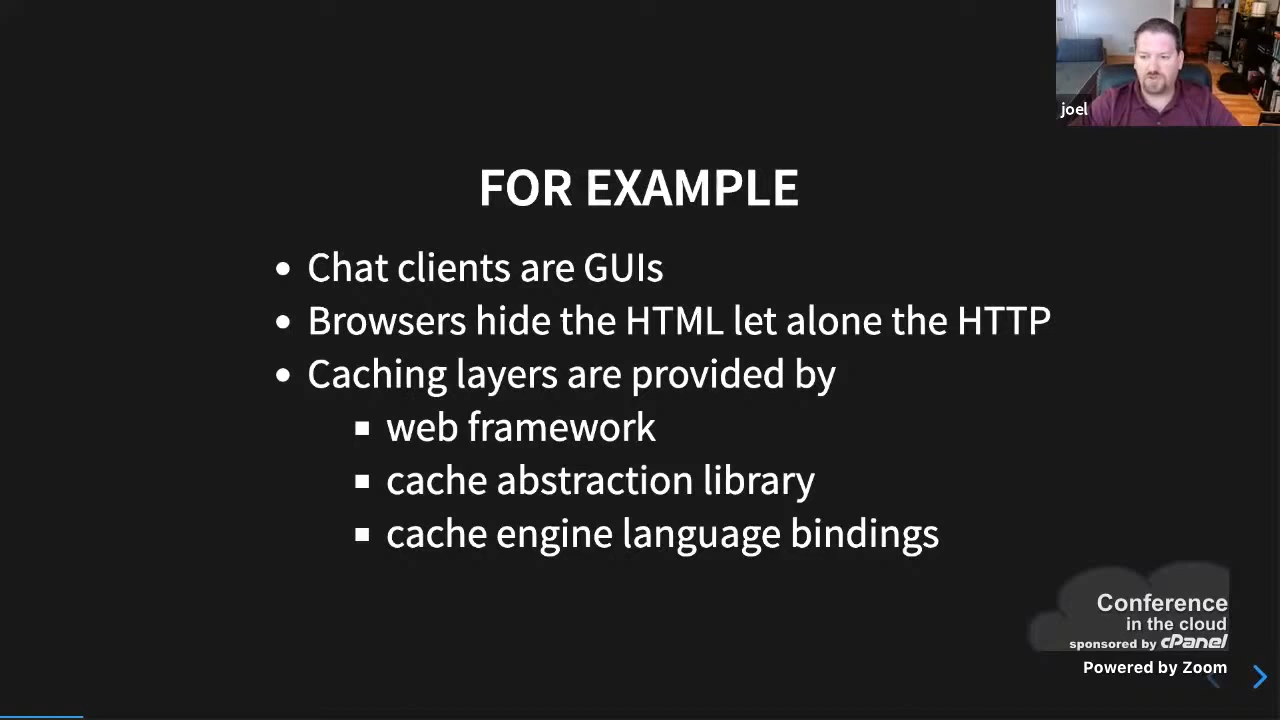 joel
FOR EXAMPLE
Chat clients are GUIs
Browsers hide the HTML let alone the HTTP
Caching layers are provided by
web framework
cache abstraction library
cache engine language bindings
Conference
in the cloud
sponsored by cPanel
Powered by Zoom